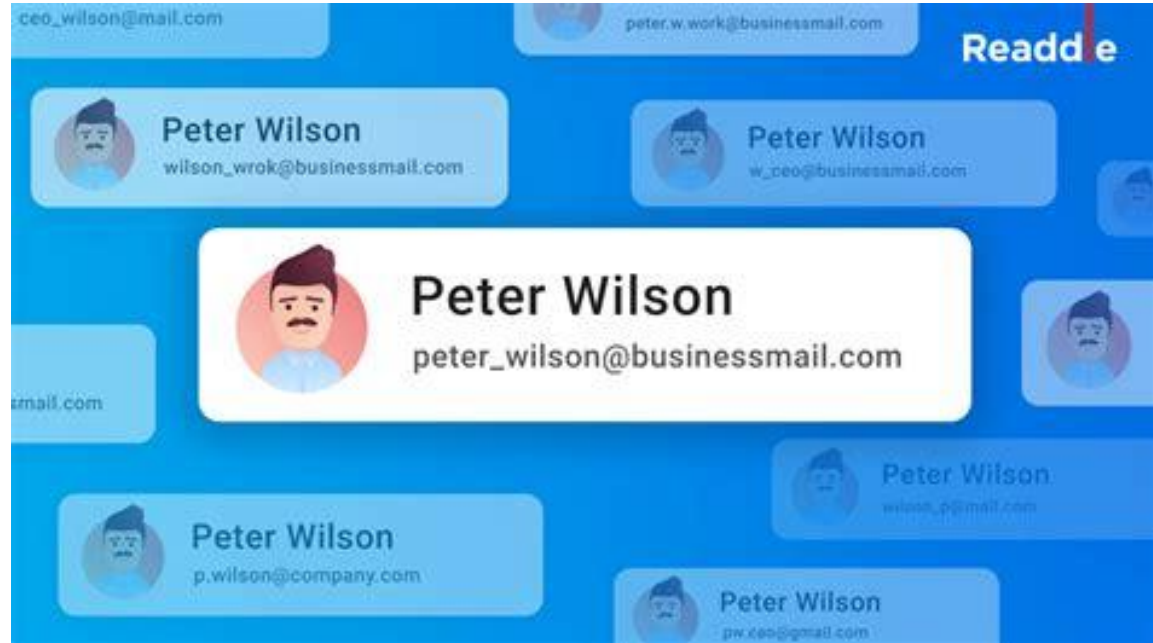 ceo_wilson@mail.com
peter.w.work@businessmail.com
Readdle
Peter Wilson
wilson_wrok@businessmail.com
Peter Wilson
w_ceo@businessmail.com
Peter Wilson
peter_wilson@businessmail.com
smail.com
Peter Wilson
wilson_p@mail.com
Peter Wilson
p.wilson@company.com
Peter Wilson
pw.ceo@gmail.com